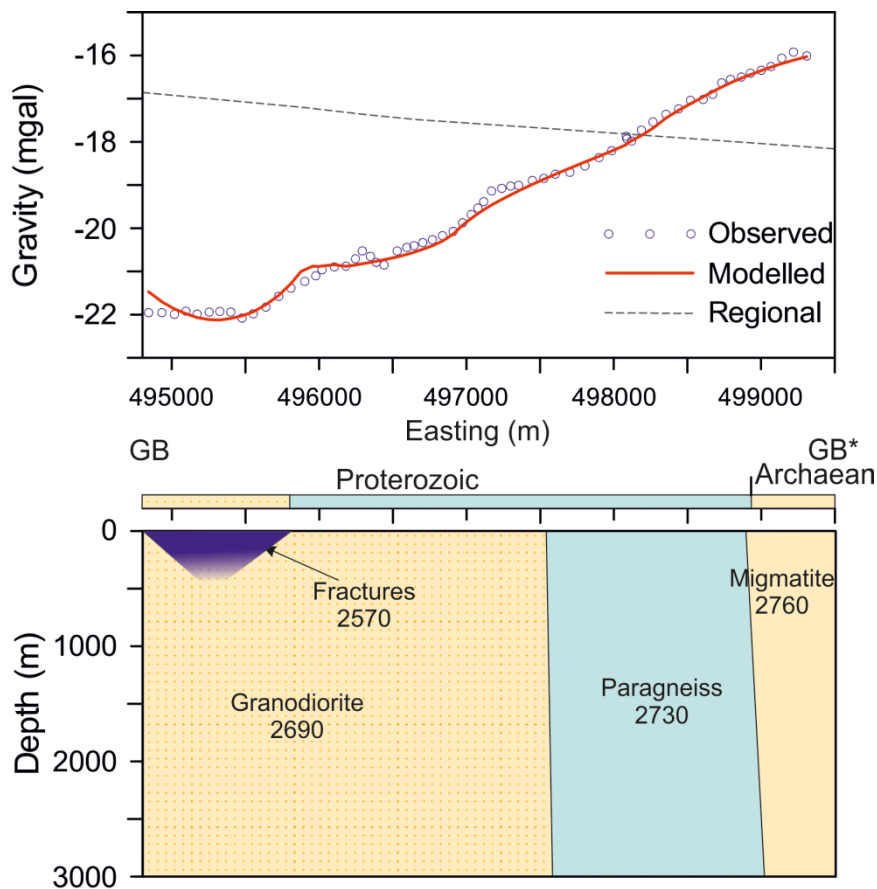 -16
-18
-20
-22
Gravity (mgal)
Observed
Modelled
Regional
495000 496000 497000 498000 499000
Easting (m)
GB
GB*
Proterozoic
Archaean
0
1000
2000
3000
Depth (m)
Fractures
2570
Granodiorite
2690
Paragneiss
2730
Migmatite
2760